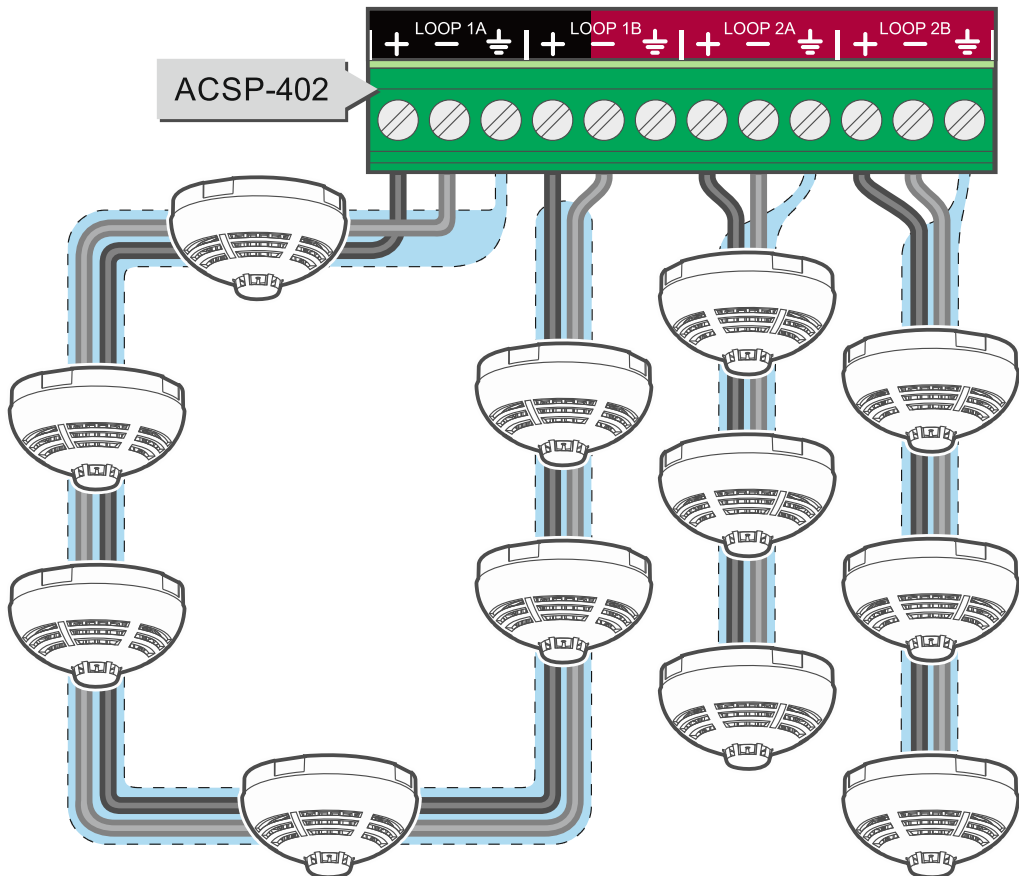 LOOP 1A LOOP 1B LOOP 2A LOOP 2B
+ − ⏚ + − ⏚ + − ⏚ + − ⏚
ACSP-402